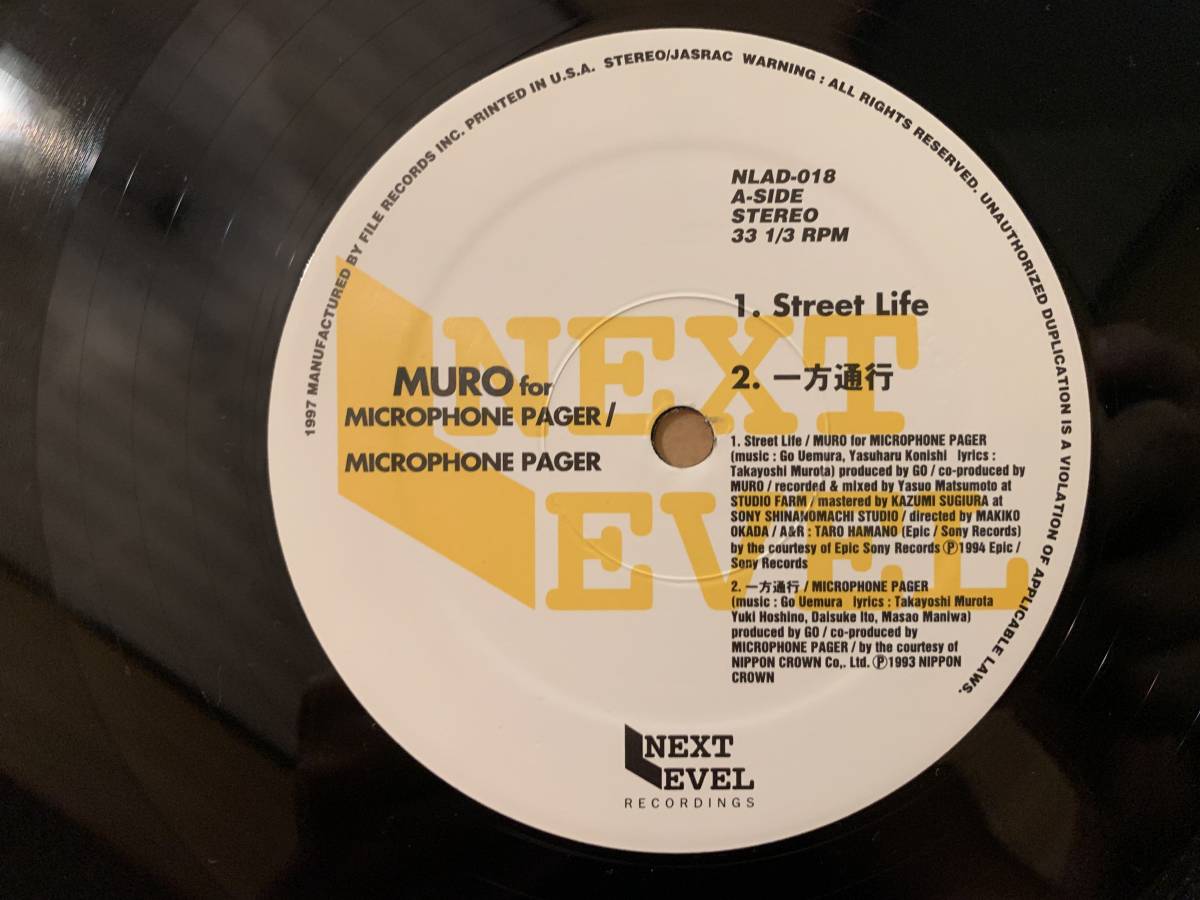 1997 MANUFACTURED BY FILE RECORDS INC. PRINTED IN U.S.A. STEREO/JASRAC WARNING : ALL RIGHTS RESERVED. UNAUTHORIZED DUPLICATION IS A VIOLATION OF APPLICABLE LAWS.
NLAD-018
A-SIDE
STEREO
33 1/3 RPM
NEXT
LEVEL
MURO for
MICROPHONE PAGER /
MICROPHONE PAGER
1. Street Life
2. 一方通行
1. Street Life / MURO for MICROPHONE PAGER
(music : Go Uemura, Yasuharu Konishi lyrics :
Takayoshi Murota) produced by GO / co-produced by
MURO / recorded & mixed by Yasuo Matsumoto at
STUDIO FARM / mastered by KAZUMI SUGIURA at
SONY SHINANOMACHI STUDIO / directed by MAKIKO
OKADA / A&R : TARO HAMANO (Epic / Sony Records)
by the courtesy of Epic Sony Records Ⓟ1994 Epic /
Sony Records
2. 一方通行 / MICROPHONE PAGER
(music : Go Uemura lyrics : Takayoshi Murota
Yuki Hoshino, Daisuke Ito, Masao Maniwa)
produced by GO / co-produced by
MICROPHONE PAGER / by the courtesy of
NIPPON CROWN Co,. Ltd. Ⓟ1993 NIPPON
CROWN
NEXT
LEVEL
RECORDINGS